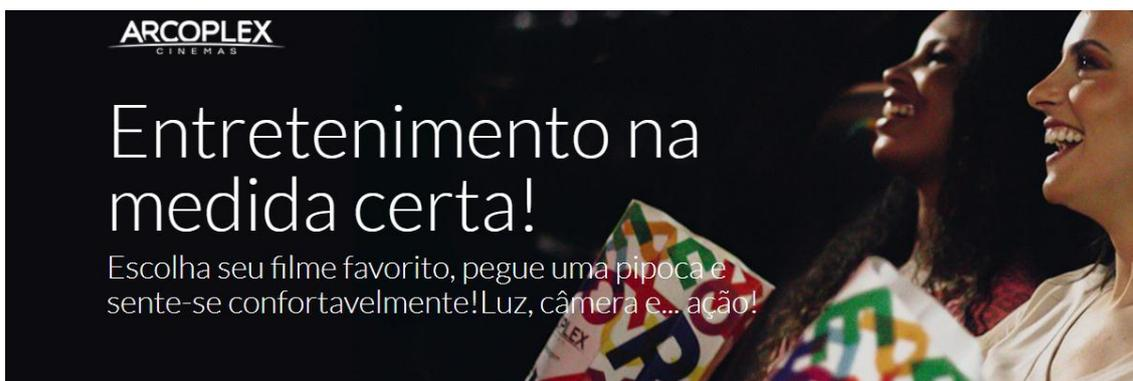 ARCOPLEX
CINEMAS
Entretenimento na
medida certa!
Escolha seu filme favorito, pegue uma pipoca e
sente-se confortavelmente!Luz, câmera e... ação!
PLEX